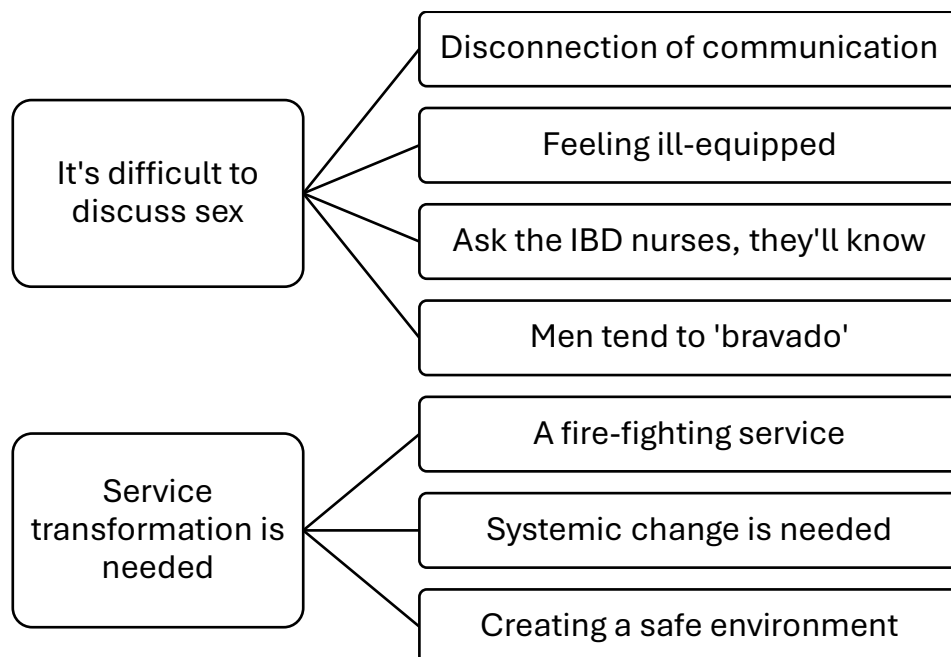 It's difficult to
discuss sex
Disconnection of communication
Feeling ill-equipped
Ask the IBD nurses, they'll know
Men tend to 'bravado'
Service
transformation is
needed
A fire-fighting service
Systemic change is needed
Creating a safe environment